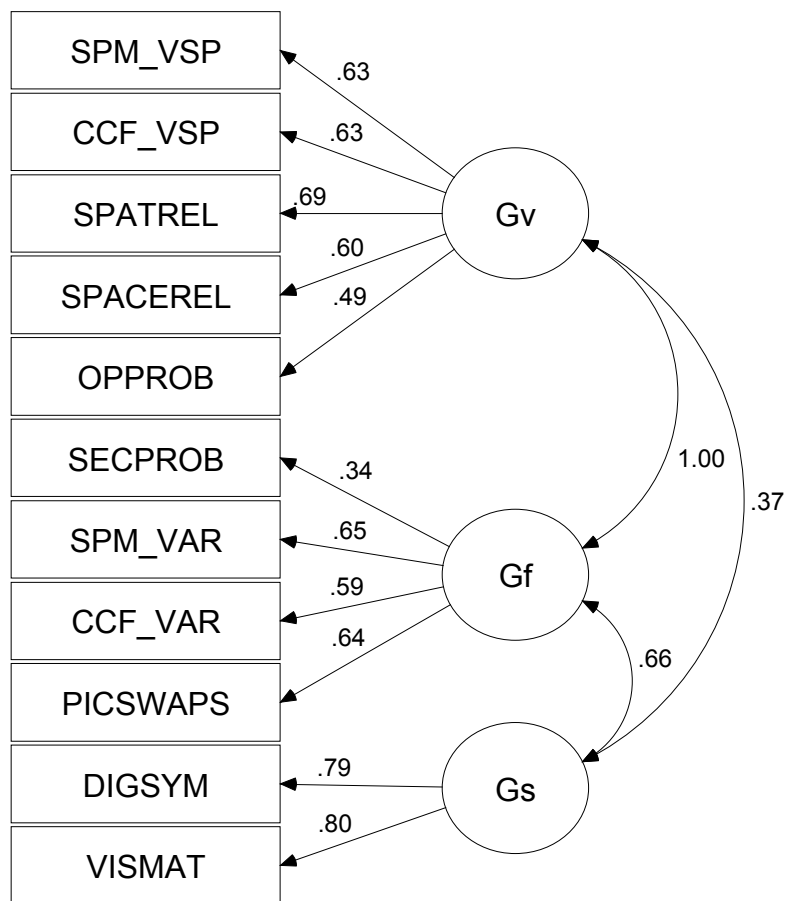 SPM_VSP
.63
CCF_VSP
.63
SPATREL
.69
Gv
SPACEREL
.60
OPPROB
.49
SECPROB
.34
1.00
.37
SPM_VAR
.65
Gf
CCF_VAR
.59
PICSWAPS
.64
.66
DIGSYM
.79
Gs
VISMAT
.80